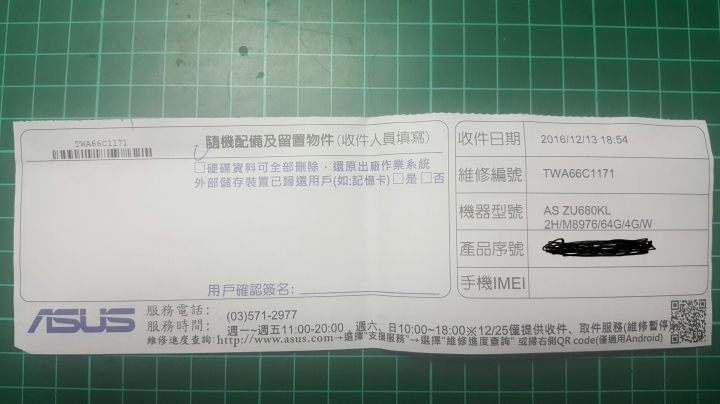 TWA66C1171
隨機配備及留置物件(收件人員填寫)
□硬碟資料可全部刪除，還原出廠作業系統
外部儲存裝置已歸還用戶(如:記憶卡)□是 □否
用戶確認簽名:
收件日期 2016/12/13 18:54
維修編號 TWA66C1171
機器型號 AS ZU680KL
2H/M8976/64G/4G/W
產品序號
手機IMEI
ASUS
服務電話: (03)571-2977
服務時間: 週一~週五11:00-20:00 , 週六、日10:00~18:00※12/25僅提供收件、取件服務(維修暫停)
維修進度查詢:http://www.asus.com→選擇"支援服務"→選擇"維修進度查詢" 或掃右側QR code(僅適用Android)